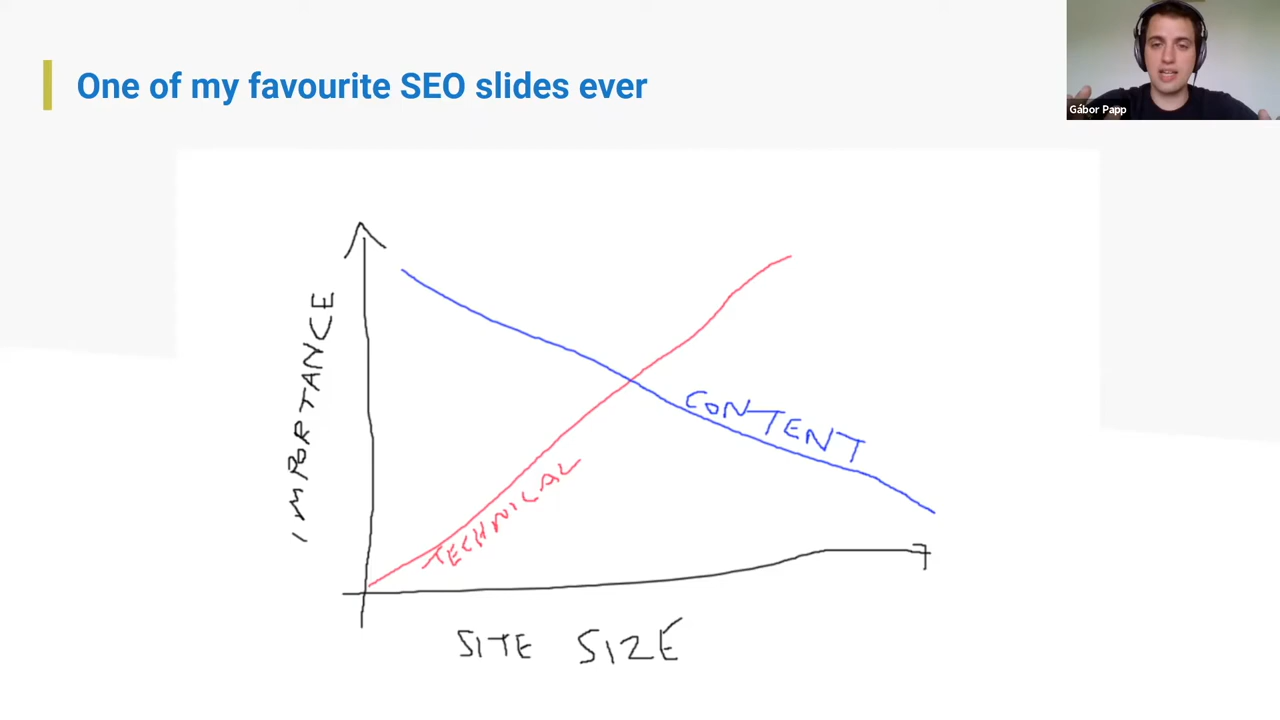 One of my favourite SEO slides ever
Gábor Papp
IMPORTANCE
CONTENT
TECHNICAL
SITE SIZE